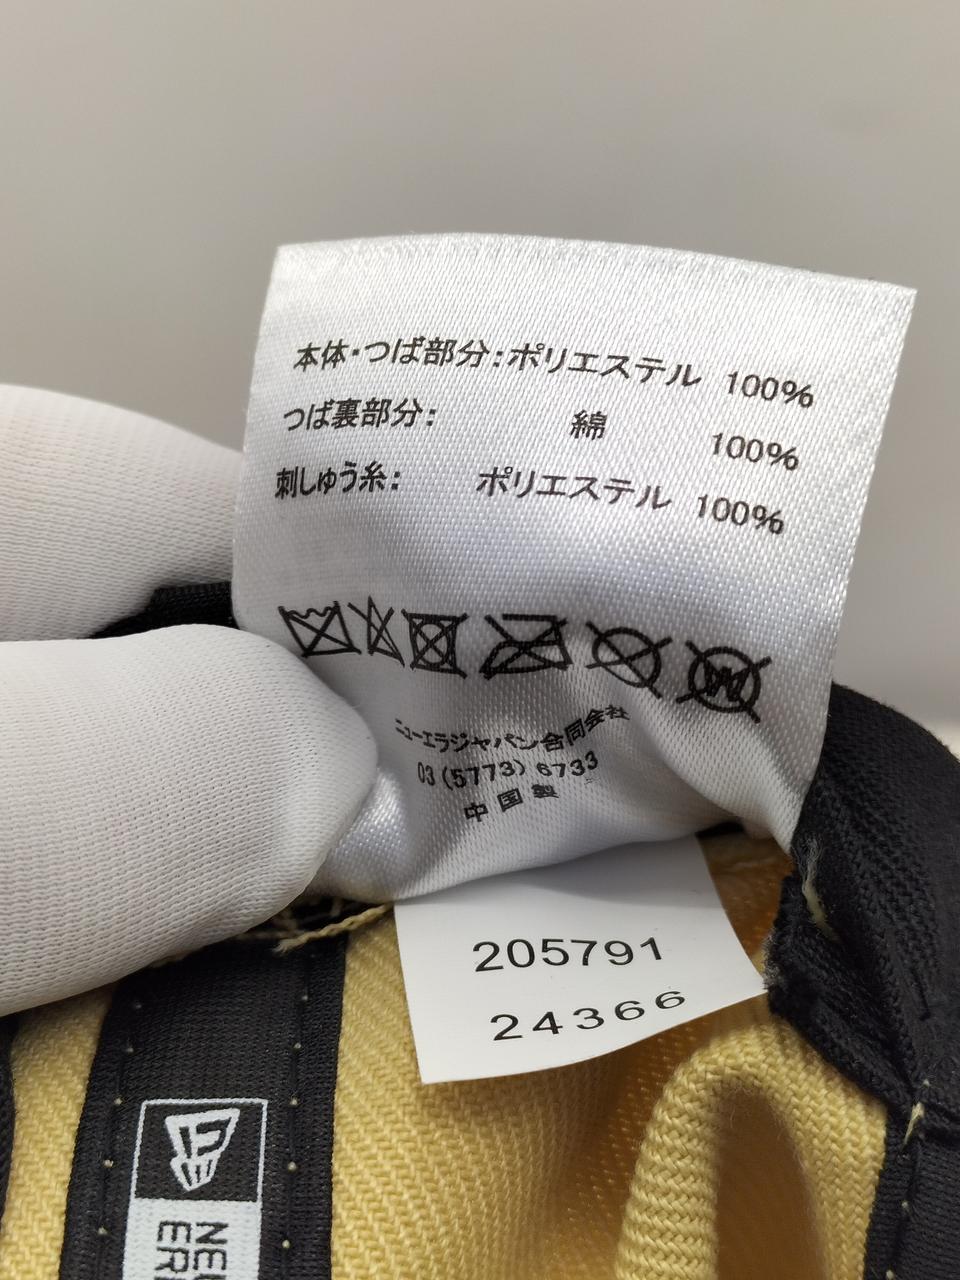 本体・つば部分:ポリエステル 100%
つば裏部分: 綿 100%
刺しゅう糸: ポリエステル 100%
ニューエラジャパン合同会社
03 (5773) 6733
中国製
205791
24366
NEW
ERA